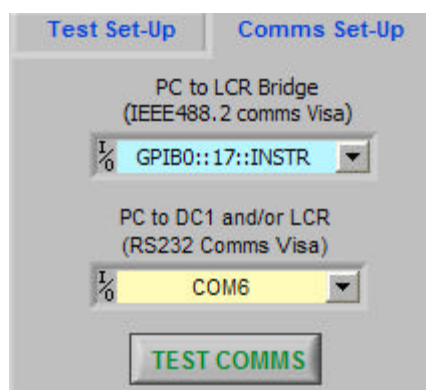 Test Set-Up Comms Set-Up
PC to LCR Bridge
(IEEE488.2 comms Visa)
I/O GPIB0::17::INSTR
PC to DC1 and/or LCR
(RS232 Comms Visa)
I/O COM6
TEST COMMS